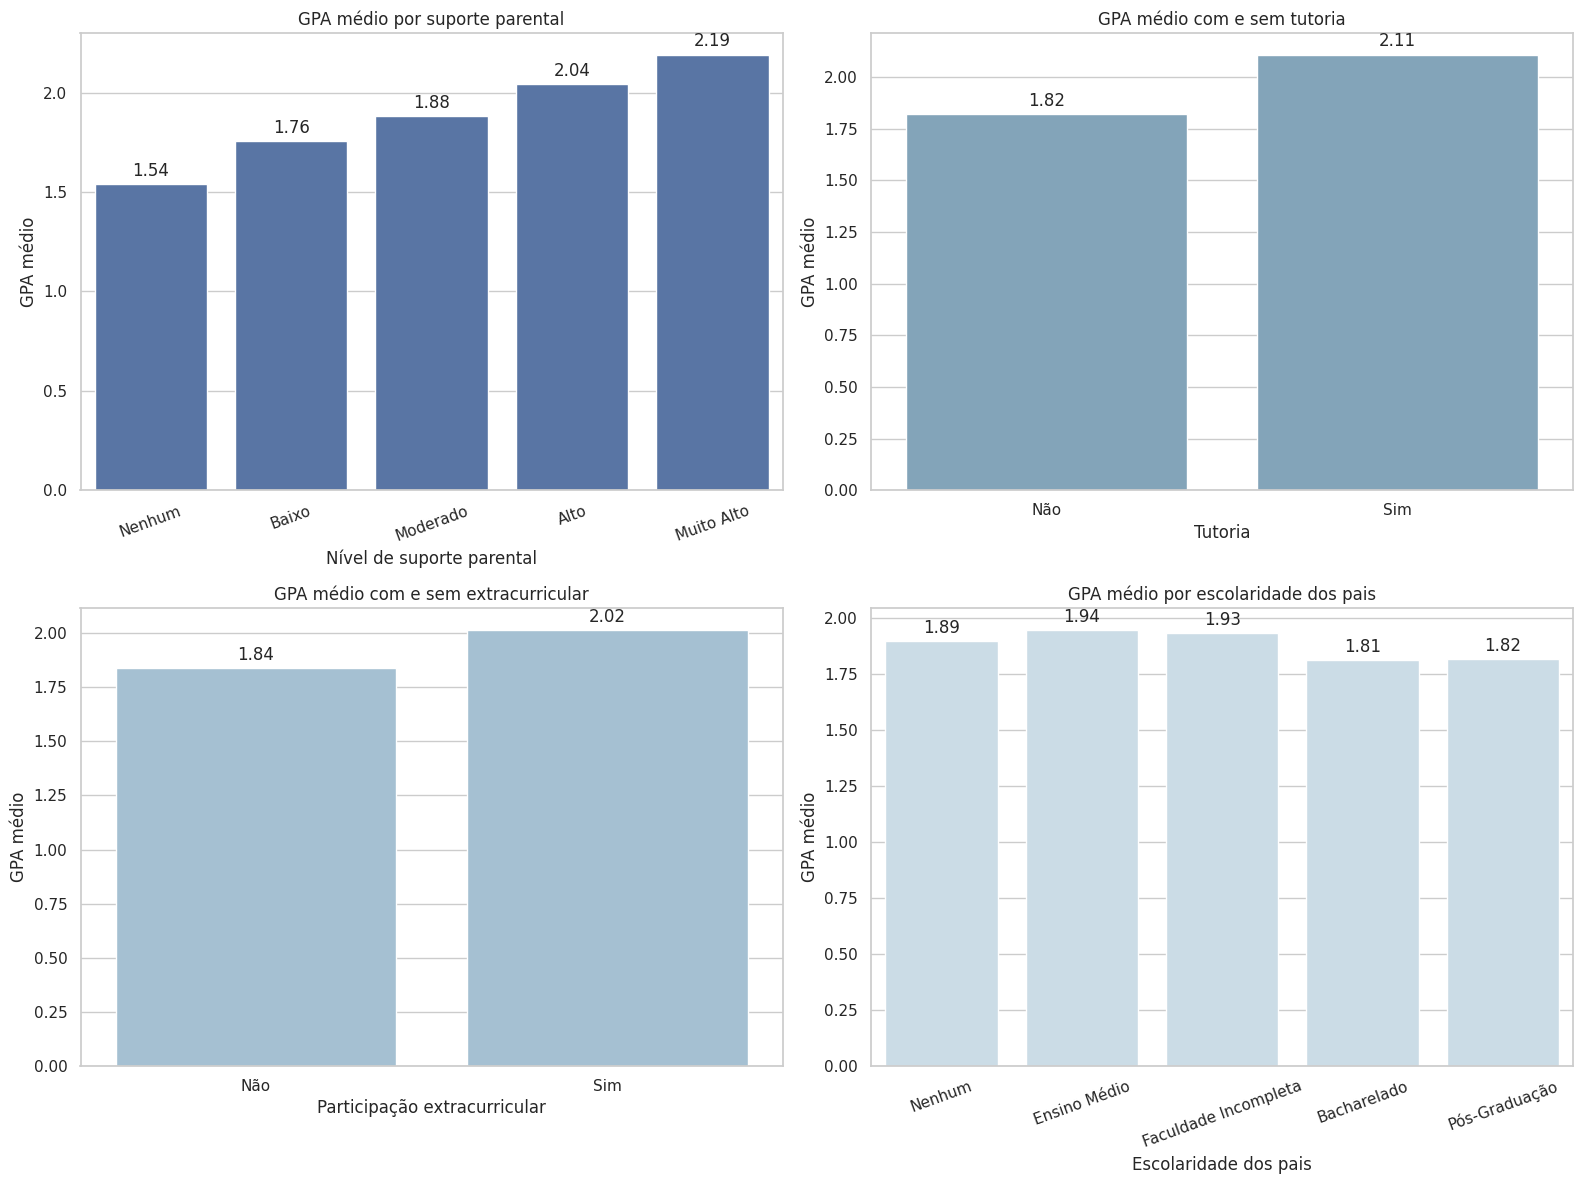 GPA médio por suporte parental
GPA médio
2.0
1.5
1.0
0.5
0.0
1.54
1.76
1.88
2.04
2.19
Nenhum
Baixo
Moderado
Alto
Muito Alto
Nível de suporte parental
GPA médio com e sem tutoria
GPA médio
2.00
1.75
1.50
1.25
1.00
0.75
0.50
0.25
0.00
1.82
2.11
Não
Sim
Tutoria
GPA médio com e sem extracurricular
GPA médio
2.00
1.75
1.50
1.25
1.00
0.75
0.50
0.25
0.00
1.84
2.02
Não
Sim
Participação extracurricular
GPA médio por escolaridade dos pais
GPA médio
2.00
1.75
1.50
1.25
1.00
0.75
0.50
0.25
0.00
1.89
1.94
1.93
1.81
1.82
Nenhum
Ensino Médio
Faculdade Incompleta
Bacharelado
Pós-Graduação
Escolaridade dos pais